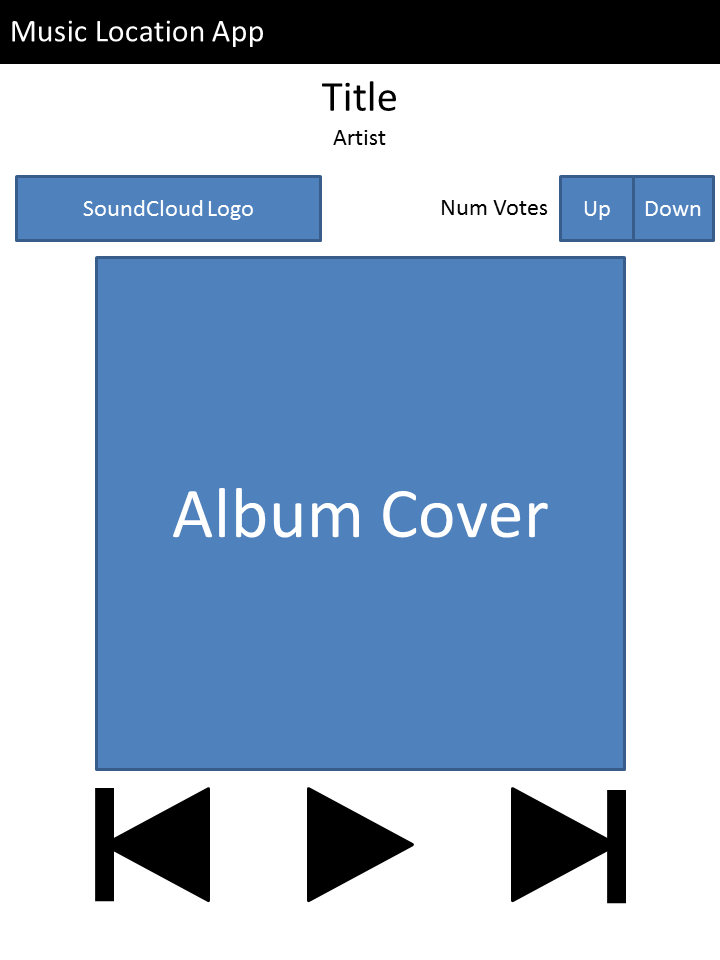 Music Location App
Title
Artist
SoundCloud Logo
Num Votes
Up
Down
Album Cover